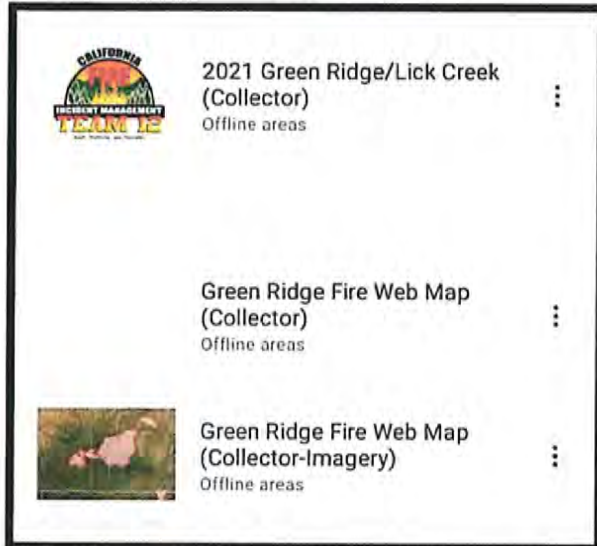 CALIFORNIA
FIRE
INCIDENT MANAGEMENT
TEAM 12
2021 Green Ridge/Lick Creek
(Collector)
Offline areas
Green Ridge Fire Web Map
(Collector)
Offline areas
Green Ridge Fire Web Map
(Collector-Imagery)
Offline areas